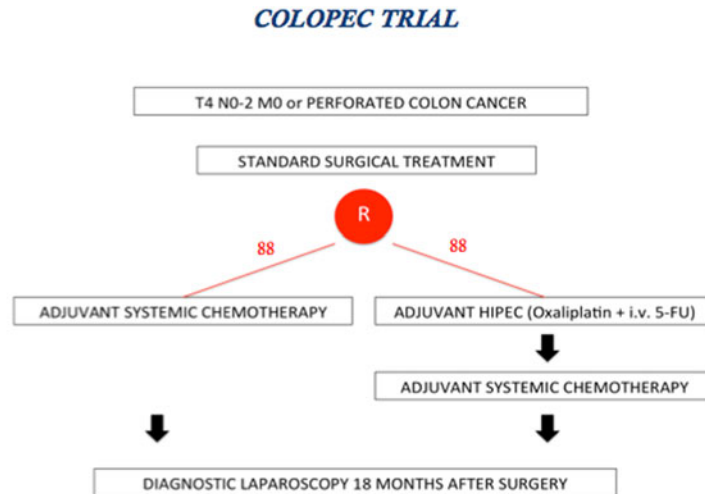 COLOPEC TRIAL
T4 N0-2 M0 or PERFORATED COLON CANCER
STANDARD SURGICAL TREATMENT
R
88
88
ADJUVANT SYSTEMIC CHEMOTHERAPY
ADJUVANT HIPEC (Oxaliplatin + i.v. 5-FU)
ADJUVANT SYSTEMIC CHEMOTHERAPY
DIAGNOSTIC LAPAROSCOPY 18 MONTHS AFTER SURGERY